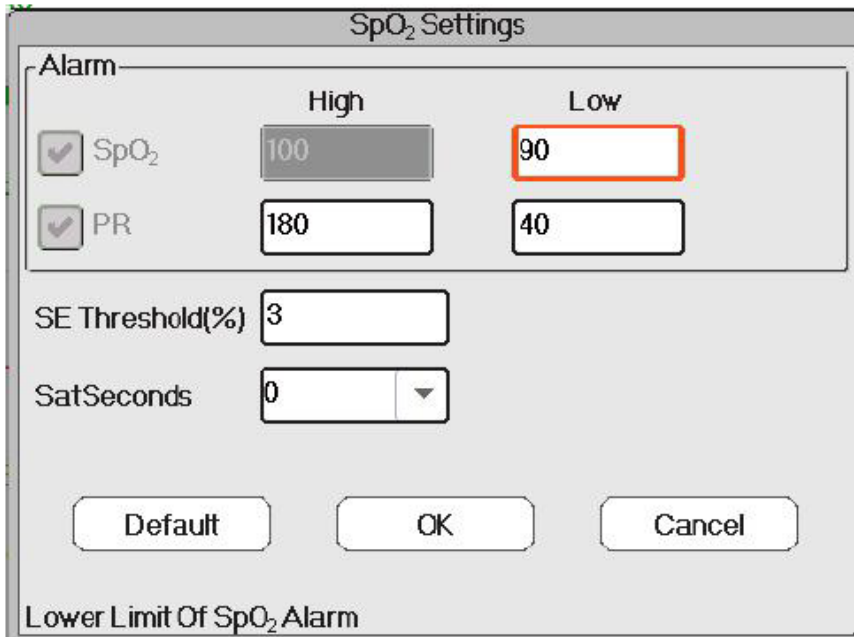 SpO₂ Settings
Alarm
High Low
SpO₂ 100 90
PR 180 40
SE Threshold(%) 3
SatSeconds 0
Default OK Cancel
Lower Limit Of SpO₂ Alarm